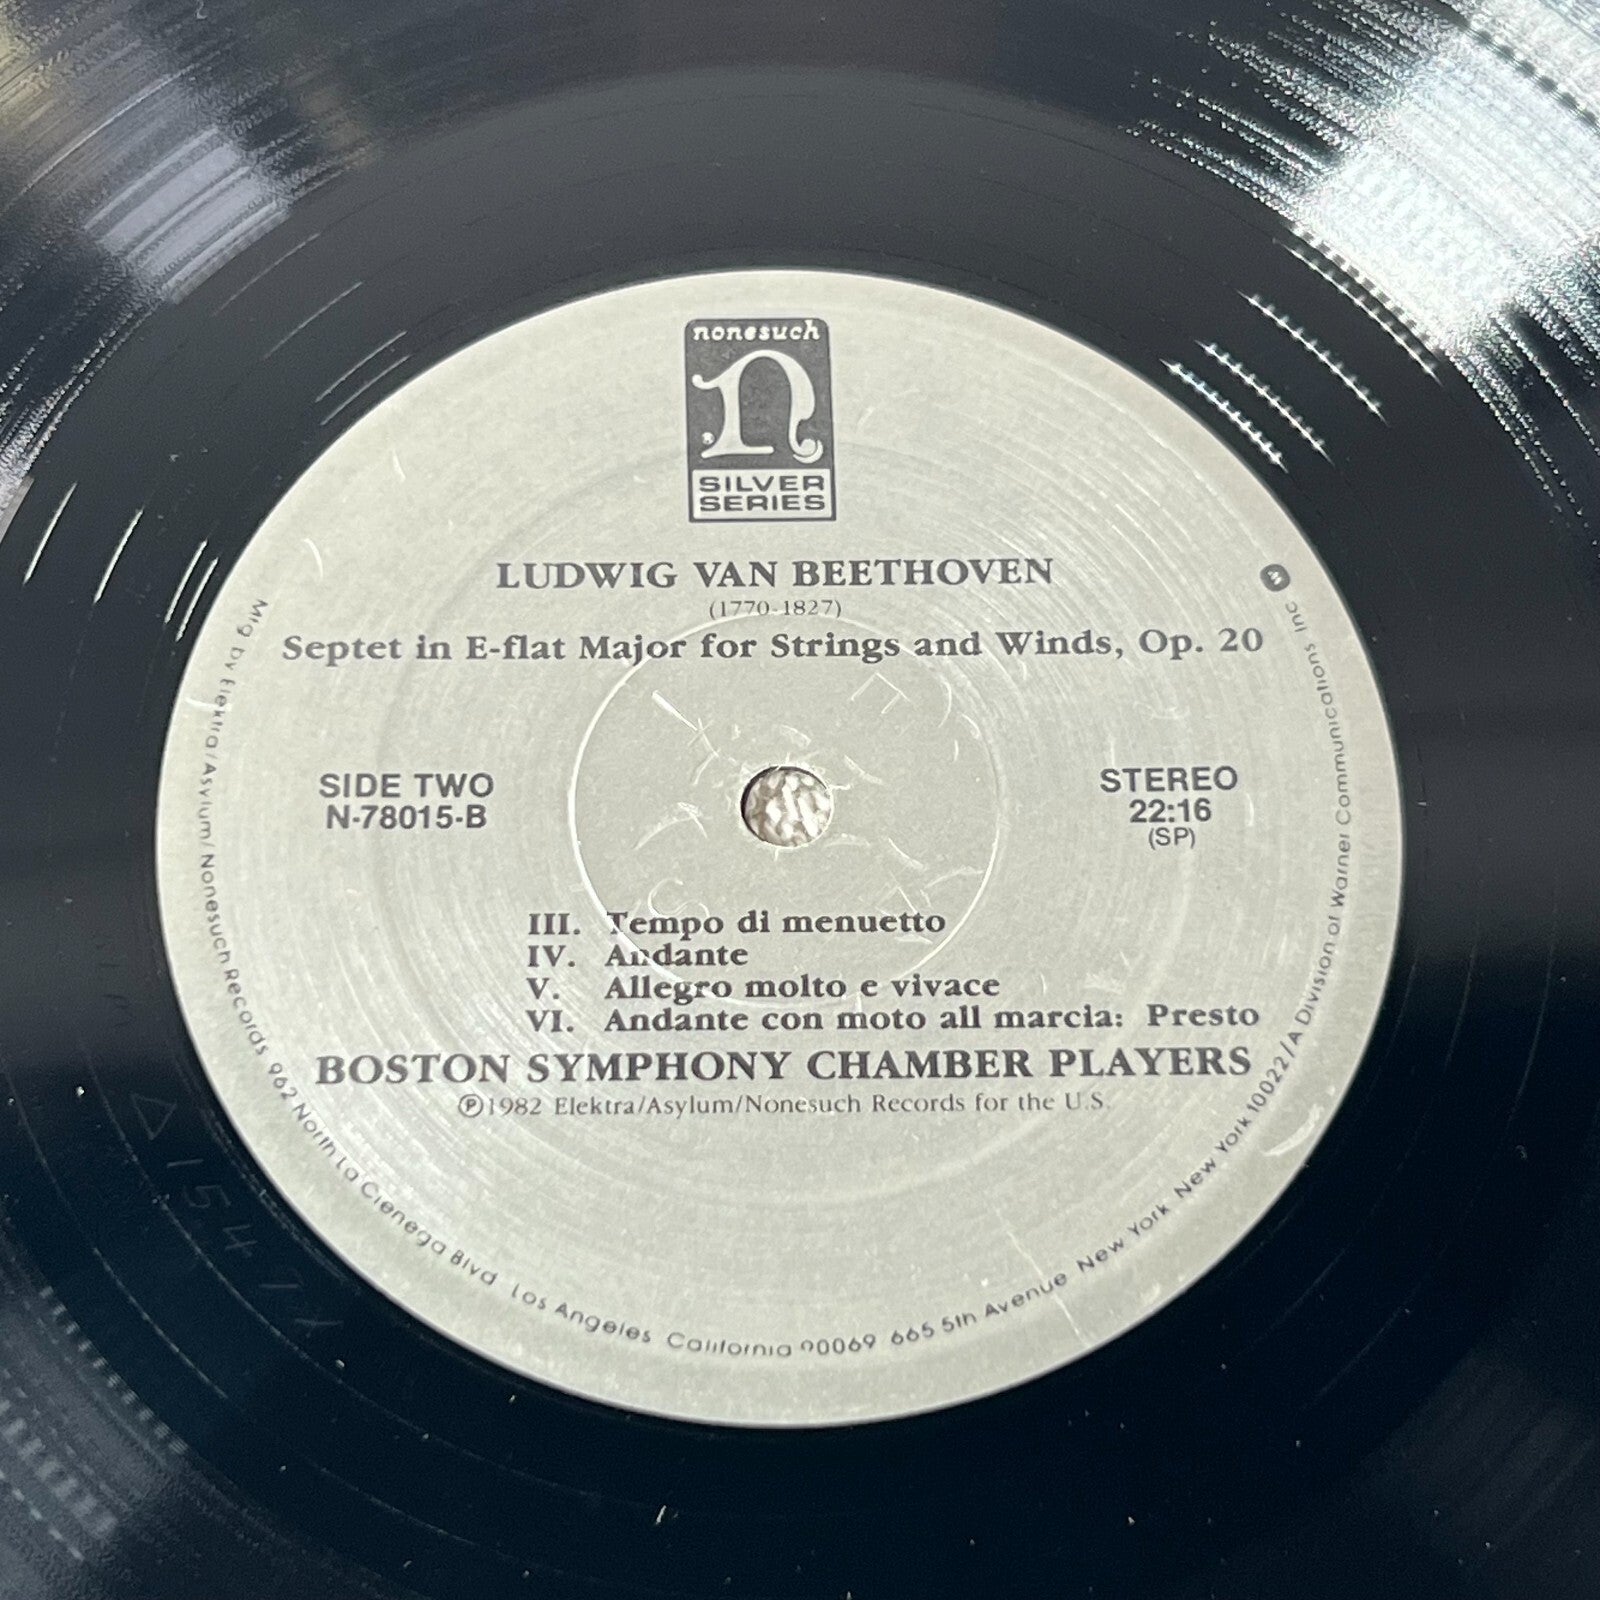 nonesuch
n
®
SILVER
SERIES
LUDWIG VAN BEETHOVEN
(1770-1827)
Septet in E-flat Major for Strings and Winds, Op. 20
SIDE TWO
N-78015-B
STEREO
22:16
(SP)
III. Tempo di menuetto
IV. Andante
V. Allegro molto e vivace
VI. Andante con moto all marcia: Presto
BOSTON SYMPHONY CHAMBER PLAYERS
℗1982 Elektra/Asylum/Nonesuch Records for the U.S.
Mfg by Elektra/Asylum/Nonesuch Records 962 North La Cienega Blvd Los Angeles California 90069 665 5th Avenue New York New York 10022/A Division of Warner Communications Inc